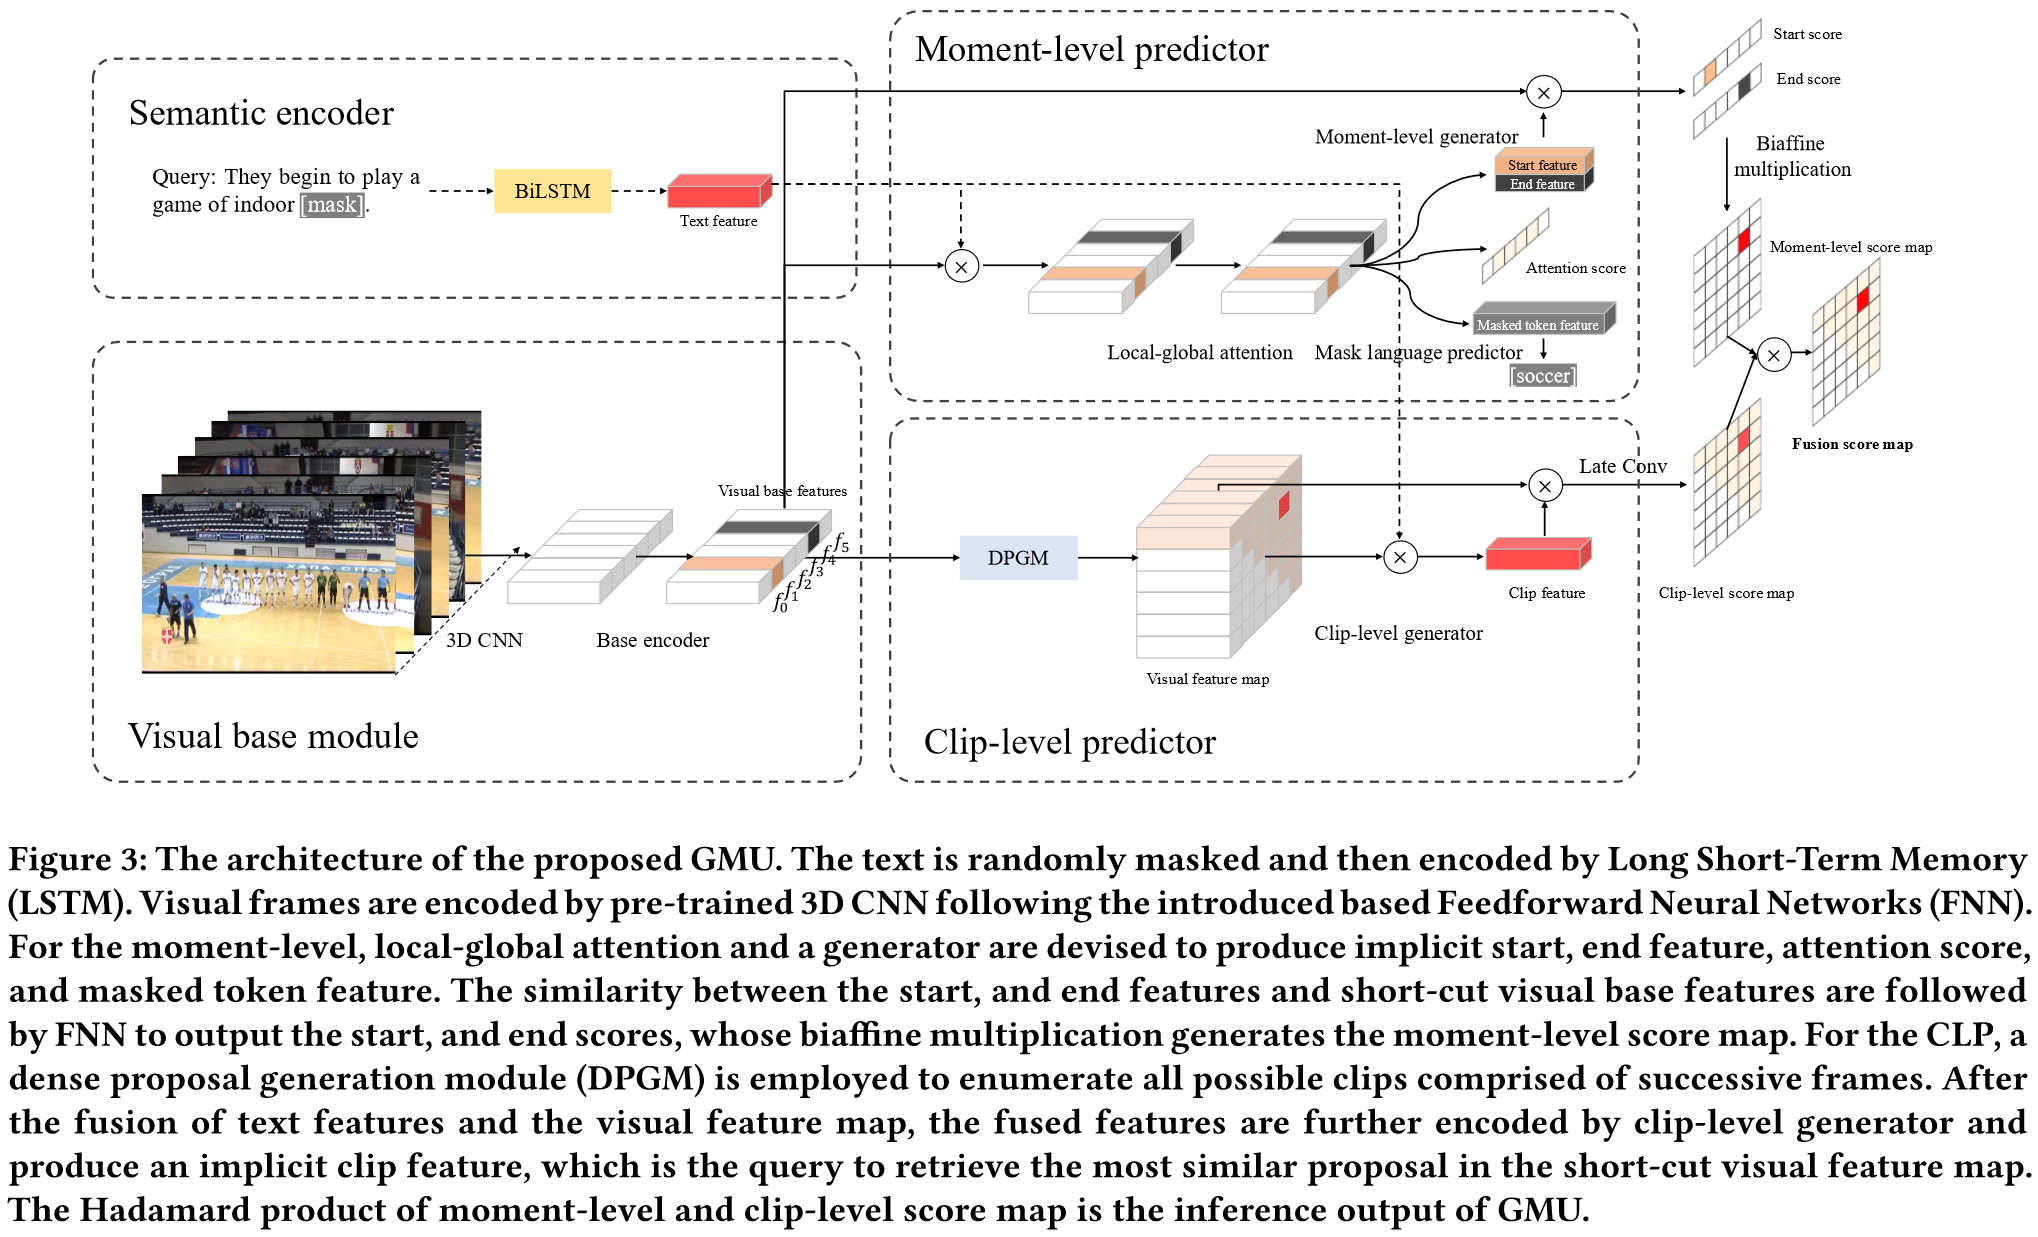 Semantic encoder
Query: They begin to play a
game of indoor [mask].
BiLSTM
Text feature
Moment-level predictor
Moment-level generator
Start feature
End feature
Attention score
Masked token feature
Local-global attention
Mask language predictor
[soccer]
Start score
End score
Biaffine
multiplication
Moment-level score map
Fusion score map
Visual base features
f0
f1
f2
f3
f4
f5
3D CNN
Base encoder
Visual base module
DPGM
Visual feature map
Clip-level generator
Clip feature
Late Conv
Clip-level score map
Clip-level predictor
Figure 3: The architecture of the proposed GMU. The text is randomly masked and then encoded by Long Short-Term Memory
(LSTM). Visual frames are encoded by pre-trained 3D CNN following the introduced based Feedforward Neural Networks (FNN).
For the moment-level, local-global attention and a generator are devised to produce implicit start, end feature, attention score,
and masked token feature. The similarity between the start, and end features and short-cut visual base features are followed
by FNN to output the start, and end scores, whose biaffine multiplication generates the moment-level score map. For the CLP, a
dense proposal generation module (DPGM) is employed to enumerate all possible clips comprised of successive frames. After
the fusion of text features and the visual feature map, the fused features are further encoded by clip-level generator and
produce an implicit clip feature, which is the query to retrieve the most similar proposal in the short-cut visual feature map.
The Hadamard product of moment-level and clip-level score map is the inference output of GMU.